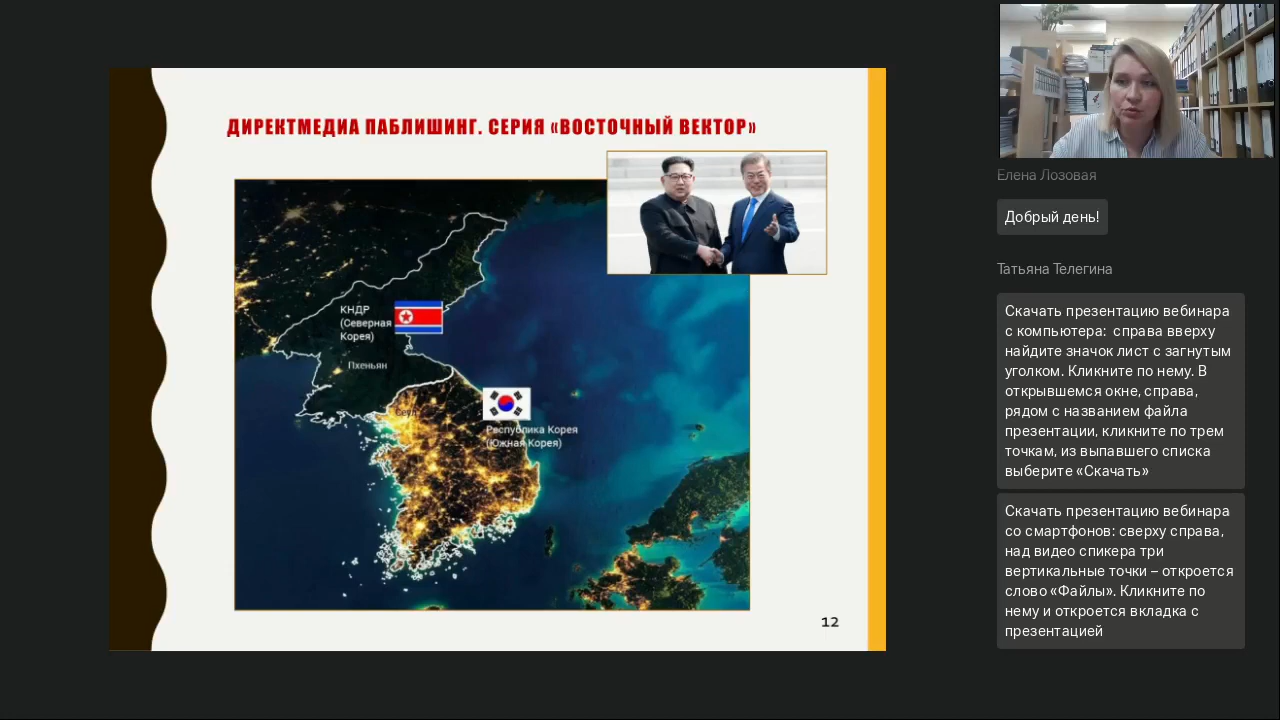 ДИРЕКТМЕДИА ПАБЛИШИНГ. СЕРИЯ «ВОСТОЧНЫЙ ВЕКТОР»
КНДР
(Северная
Корея)
Пхеньян
Сеул
Республика Корея
(Южная Корея)
12
Елена Лозовая
Добрый день!
Татьяна Телегина
Скачать презентацию вебинара
с компьютера: справа вверху
найдите значок лист с загнутым
уголком. Кликните по нему. В
открывшемся окне, справа,
рядом с названием файла
презентации, кликните по трем
точкам, из выпавшего списка
выберите «Скачать»
Скачать презентацию вебинара
со смартфонов: сверху справа,
над видео спикера три
вертикальные точки – откроется
слово «Файлы». Кликните по
нему и откроется вкладка с
презентацией